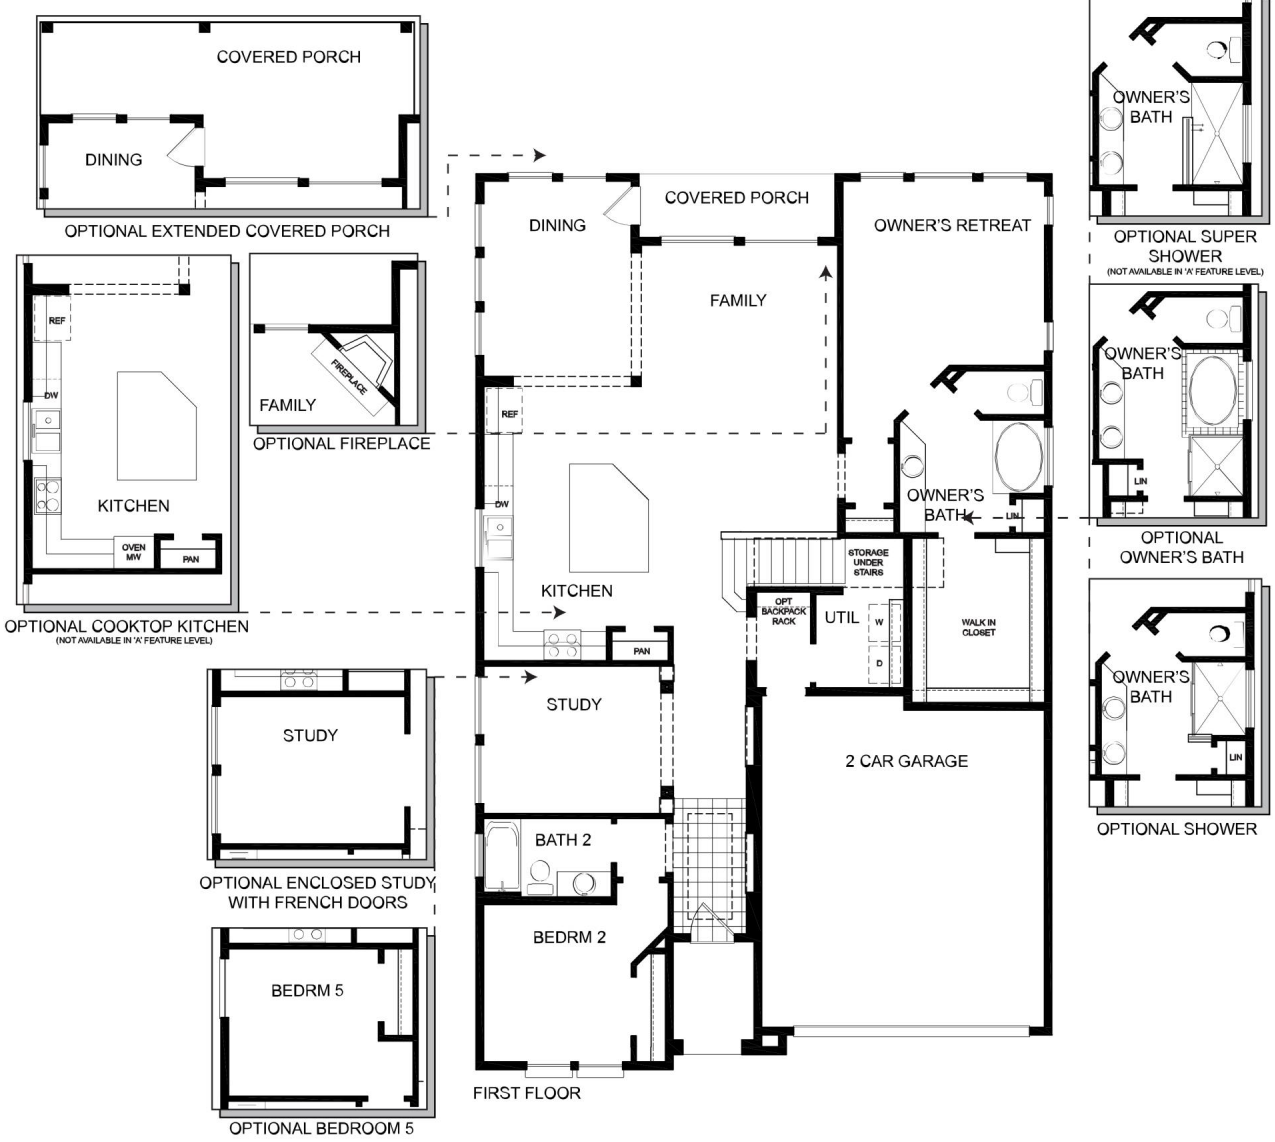 COVERED PORCH
DINING
OPTIONAL EXTENDED COVERED PORCH
REF
DW
KITCHEN
OVEN
MW
PAN
OPTIONAL COOKTOP KITCHEN
(NOT AVAILABLE IN 'A' FEATURE LEVEL)
FIREPLACE
FAMILY
OPTIONAL FIREPLACE
STUDY
OPTIONAL ENCLOSED STUDY
WITH FRENCH DOORS
BEDRM 5
OPTIONAL BEDROOM 5
DINING
COVERED PORCH
OWNER'S RETREAT
FAMILY
REF
DW
KITCHEN
PAN
OWNER'S
BATH
LIN
STORAGE
UNDER
STAIRS
OPT
BACKPACK
RACK
UTIL
W
D
WALK IN
CLOSET
STUDY
2 CAR GARAGE
BATH 2
BEDRM 2
FIRST FLOOR
OWNER'S
BATH
OPTIONAL SUPER
SHOWER
(NOT AVAILABLE IN 'A' FEATURE LEVEL)
OWNER'S
BATH
LIN
OPTIONAL
OWNER'S BATH
OWNER'S
BATH
LIN
OPTIONAL SHOWER